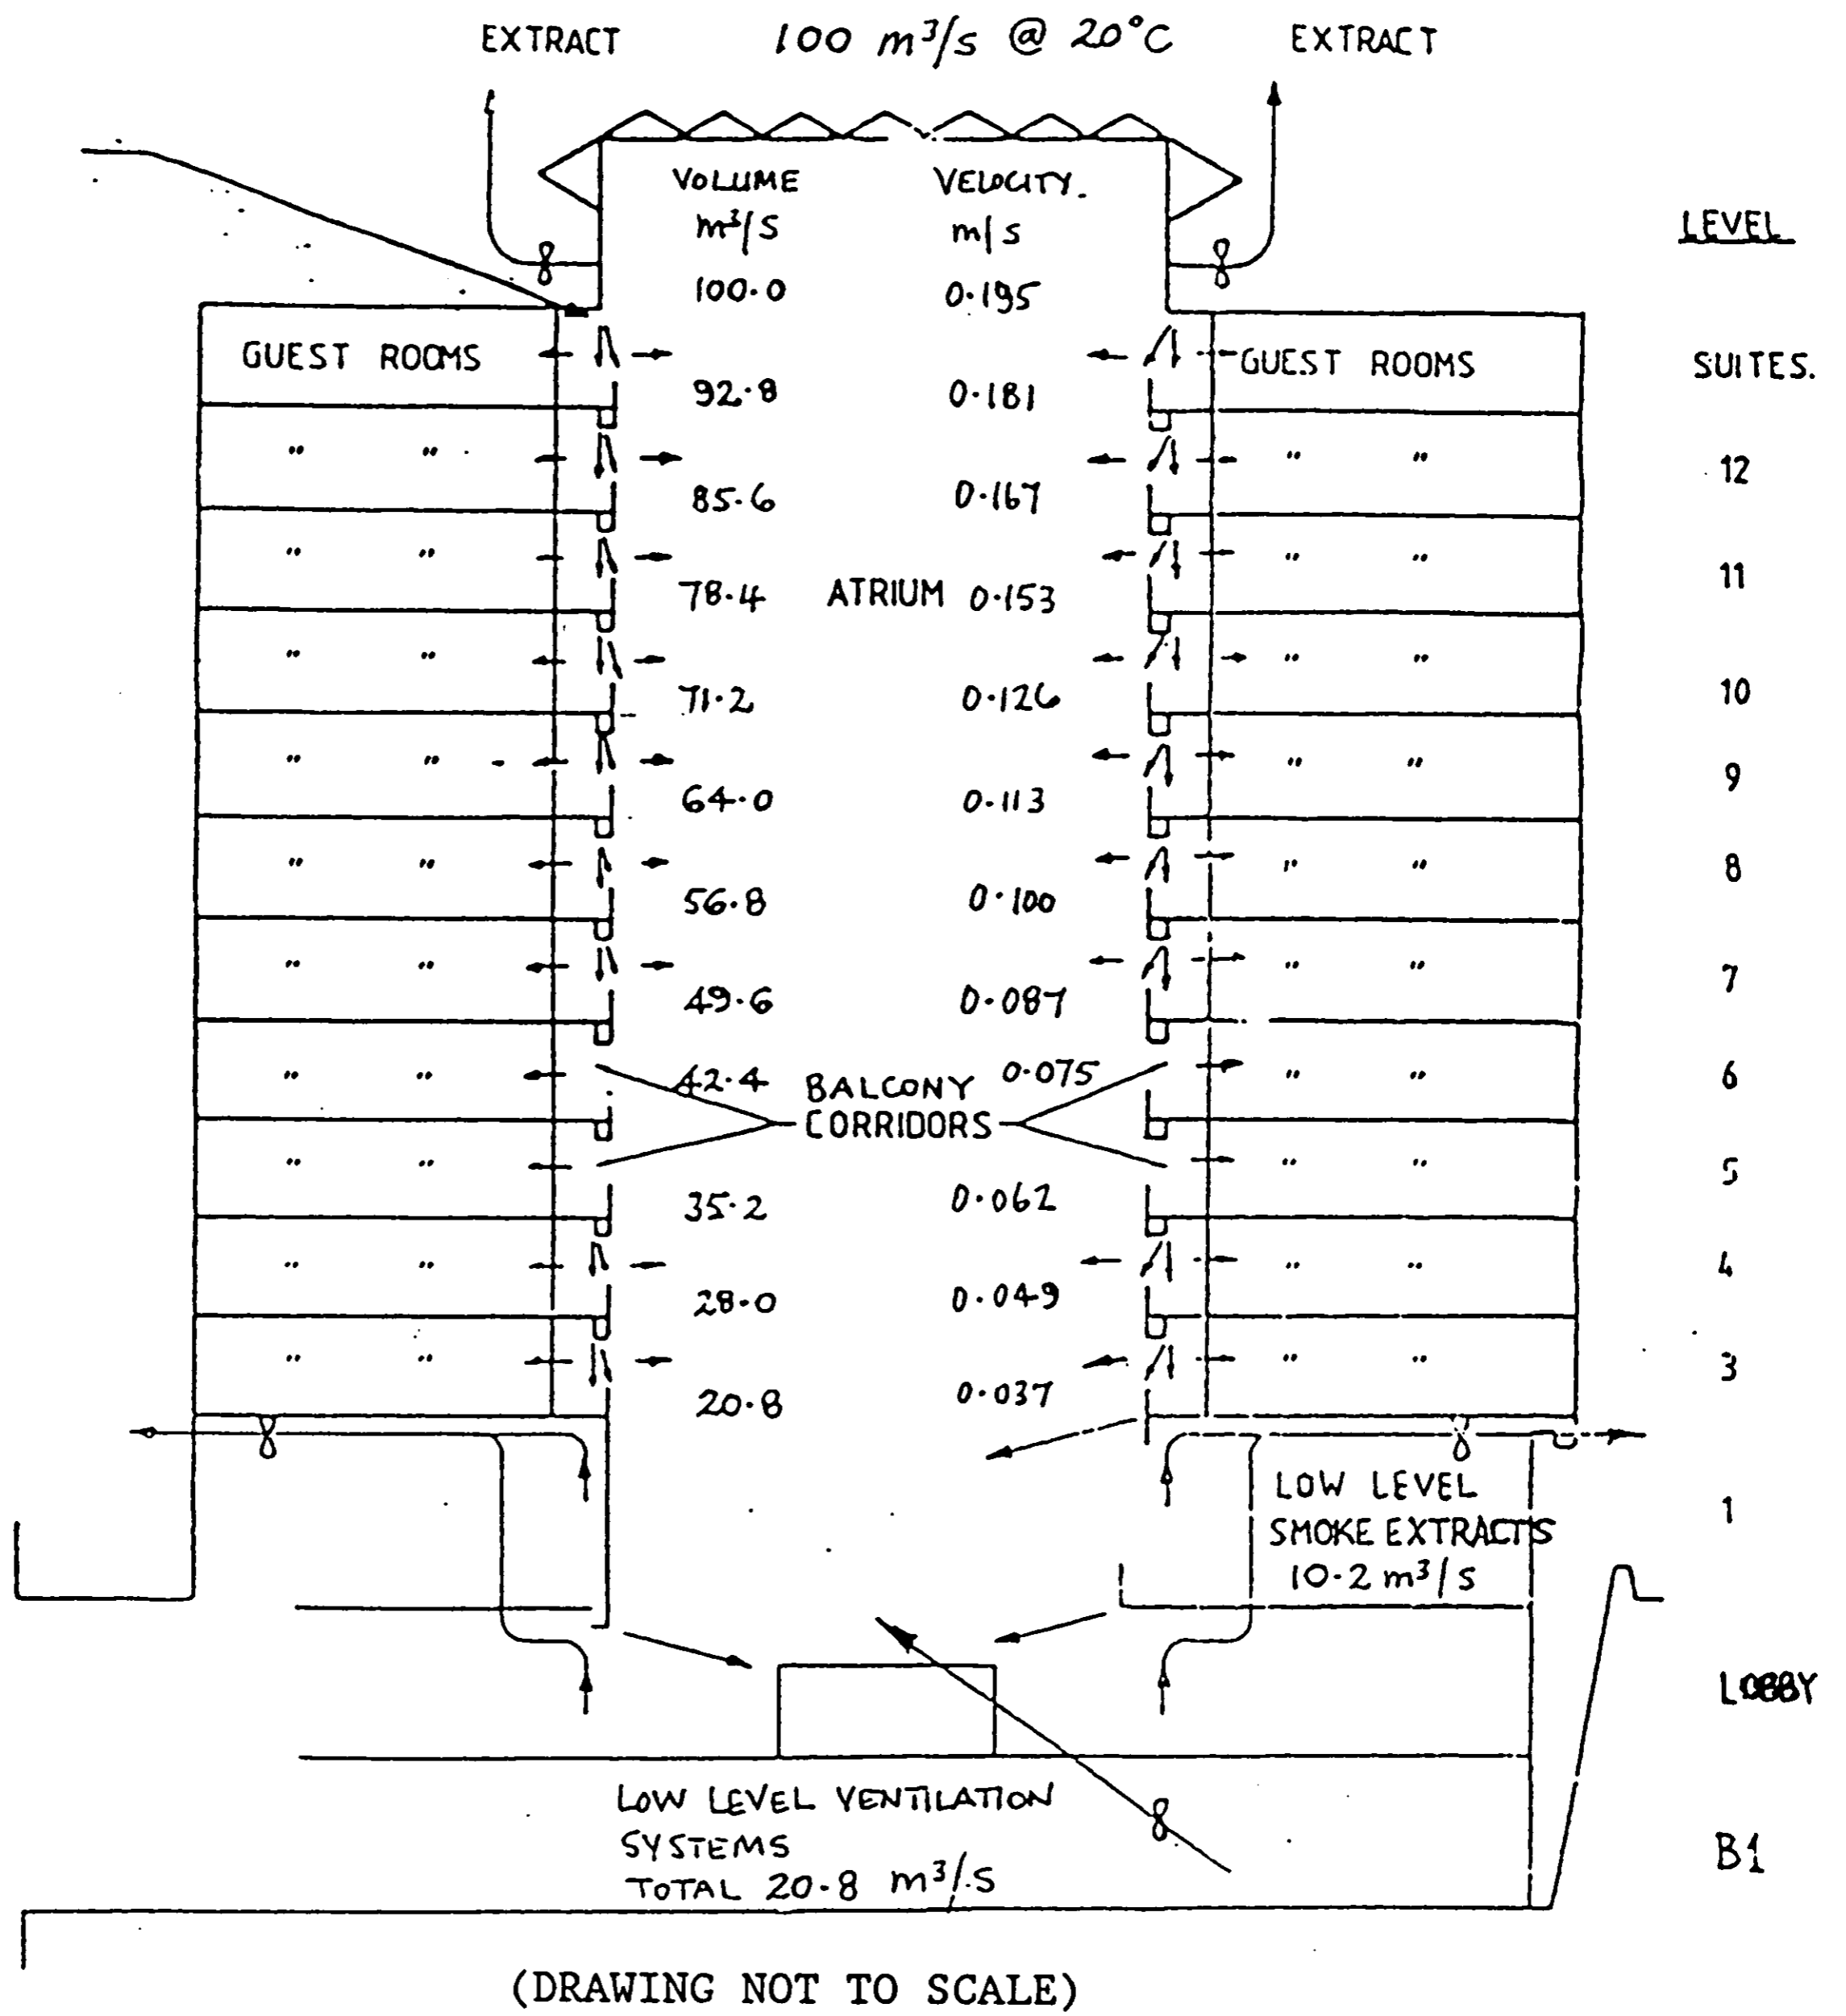 EXTRACT 100 m³/s @ 20°C EXTRACT
VOLUME VELOCITY.
m³/s m/s LEVEL
100.0 0.195
GUEST ROOMS GUEST ROOMS SUITES.
92.8 0.181
" " " " 12
85.6 0.167
" " " " 11
78.4 ATRIUM 0.153
" " " " 10
71.2 0.126
" " " " 9
64.0 0.113
" " " " 8
56.8 0.100
" " " " 7
49.6 0.087
" " 42.4 BALCONY 0.075 " " 6
CORRIDORS
" " " " 5
35.2 0.062
" " " " 4
28.0 0.049
" " " " 3
20.8 0.037
LOW LEVEL
SMOKE EXTRACTS 1
10.2 m³/s
LOBBY
LOW LEVEL VENTILATION
SYSTEMS B1
TOTAL 20.8 m³/s
(DRAWING NOT TO SCALE)